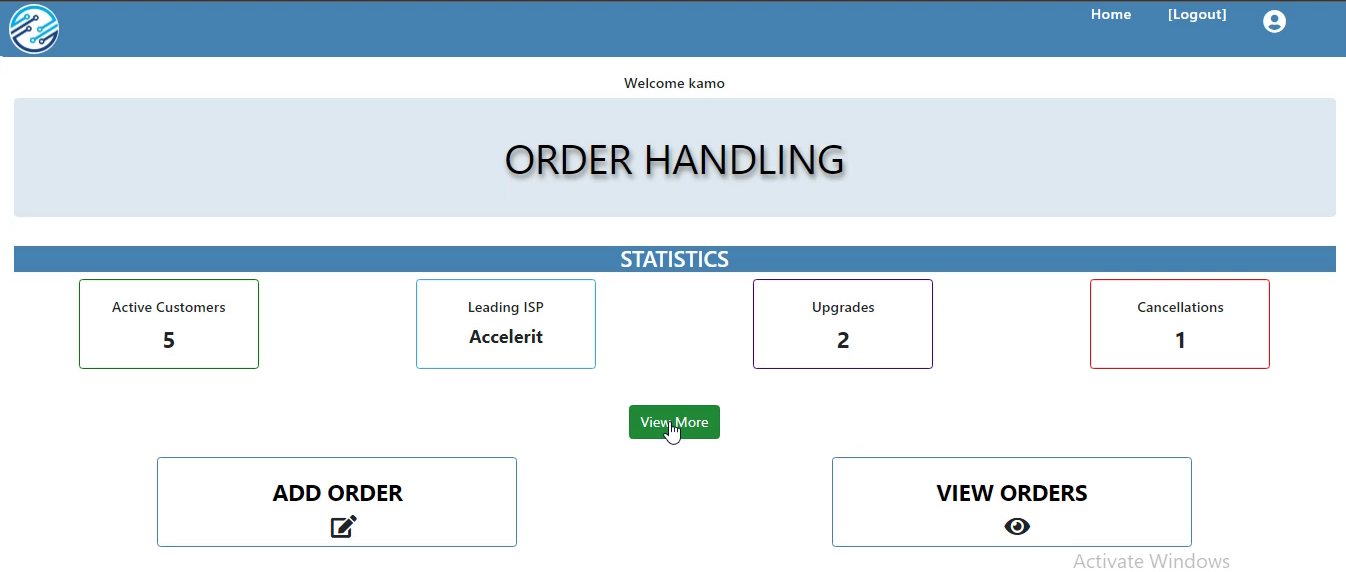 Home [Logout]
Welcome kamo
ORDER HANDLING
STATISTICS
Active Customers
5
Leading ISP
Accelerit
Upgrades
2
Cancellations
1
View More
ADD ORDER
VIEW ORDERS
Activate Windows